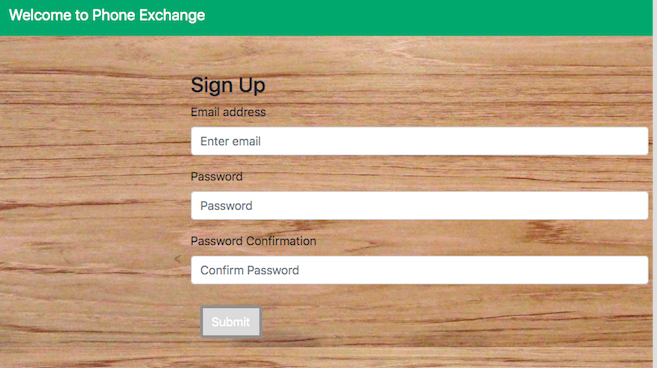 Welcome to Phone Exchange
Sign Up
Email address
Enter email
Password
Password
Password Confirmation
Confirm Password
Submit